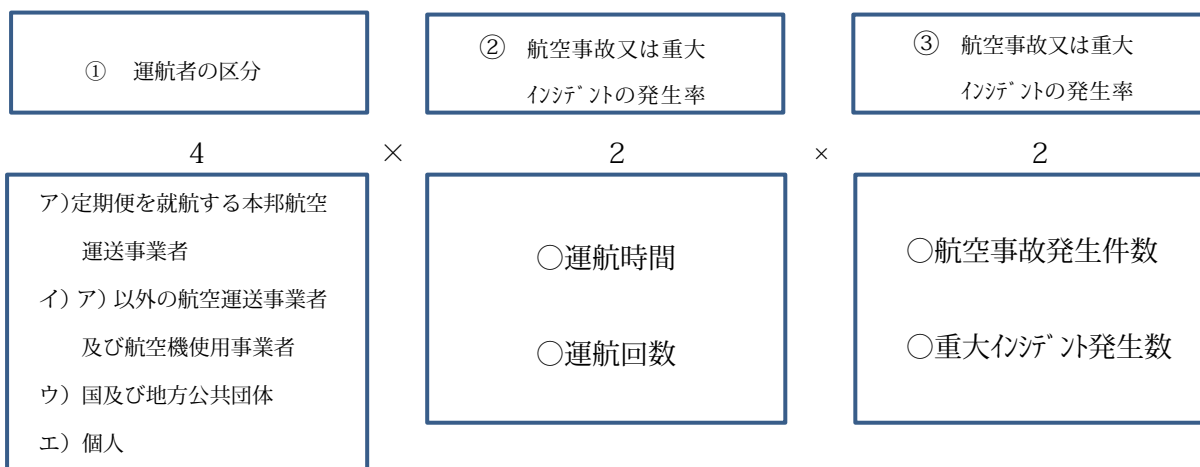 ① 運航者の区分
② 航空事故又は重大
ｲﾝｼﾃﾞﾝﾄの発生率
③ 航空事故又は重大
ｲﾝｼﾃﾞﾝﾄの発生率
4 × 2 × 2
ア）定期便を就航する本邦航空
運送事業者
イ）ア）以外の航空運送事業者
及び航空機使用事業者
ウ）国及び地方公共団体
エ）個人
○運航時間
○運航回数
○航空事故発生件数
○重大ｲﾝｼﾃﾞﾝﾄ発生数